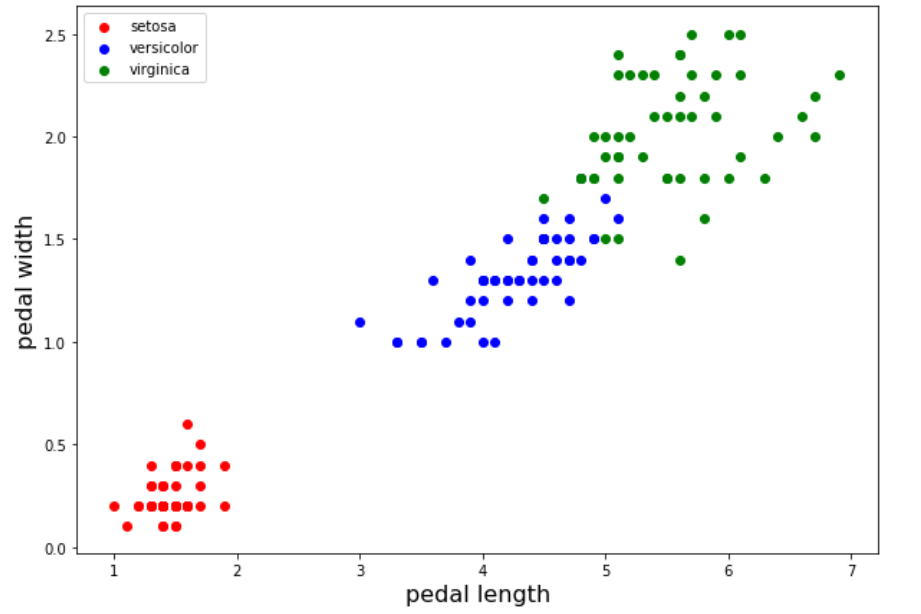 setosa
versicolor
virginica
2.5
2.0
1.5
1.0
0.5
0.0
pedal width
1 2 3 4 5 6 7
pedal length